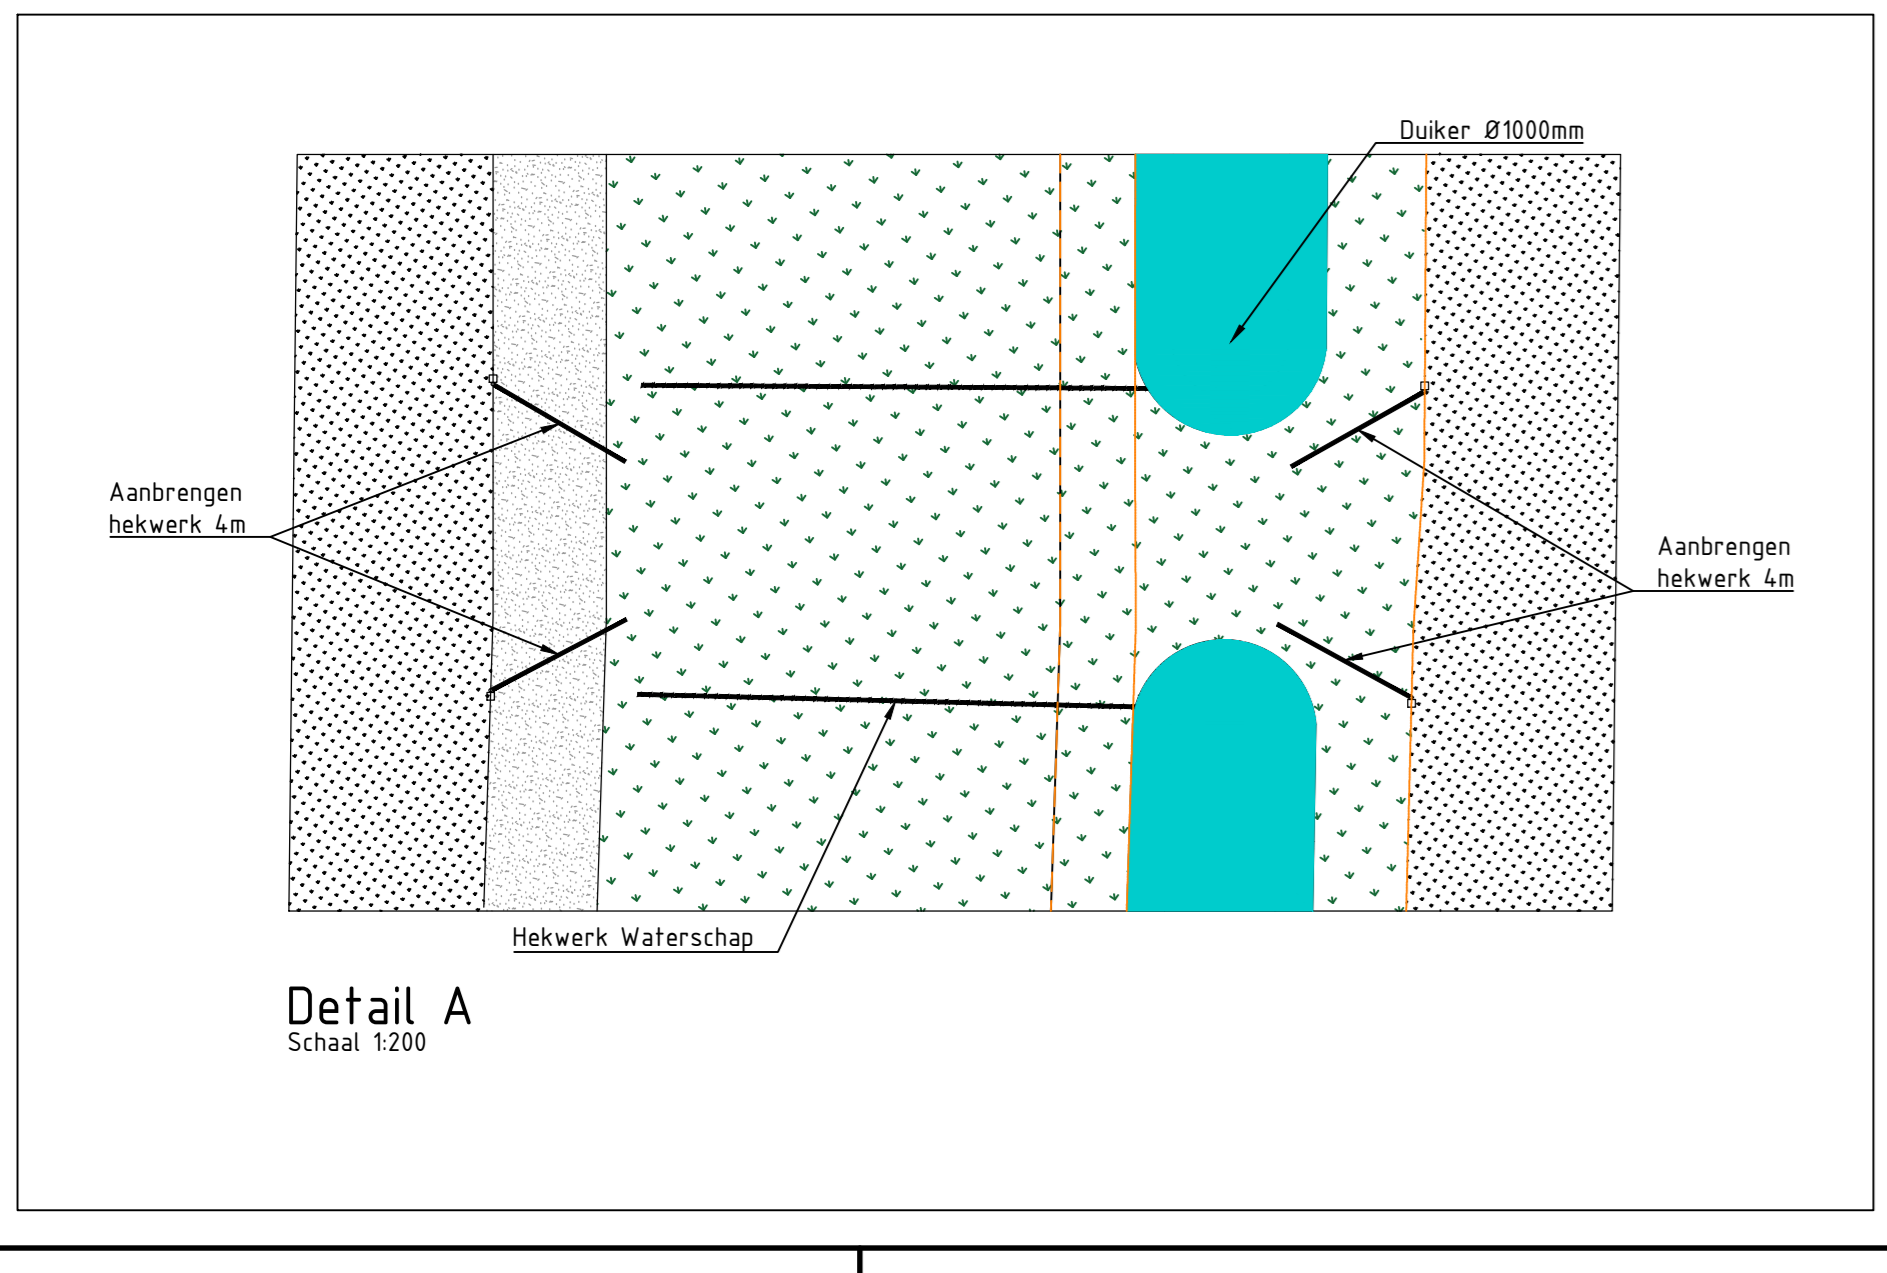 Duiker Ø1000mm
Aanbrengen
hekwerk 4m
Aanbrengen
hekwerk 4m
Hekwerk Waterschap
Detail A
Schaal 1:200